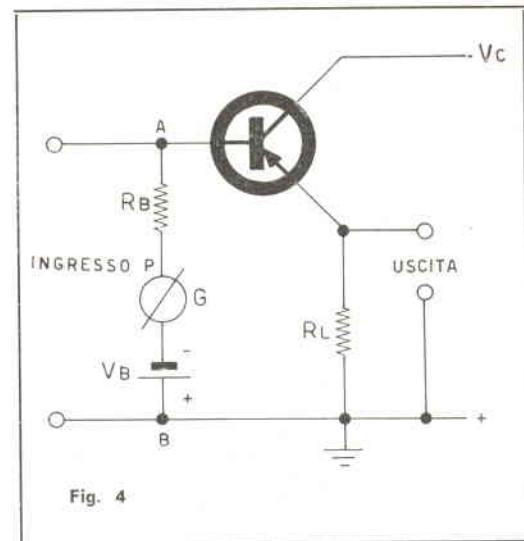 - Vc
A
RB
INGRESSO P
G
USCITA
RL
VB
-
+
+
B
Fig. 4